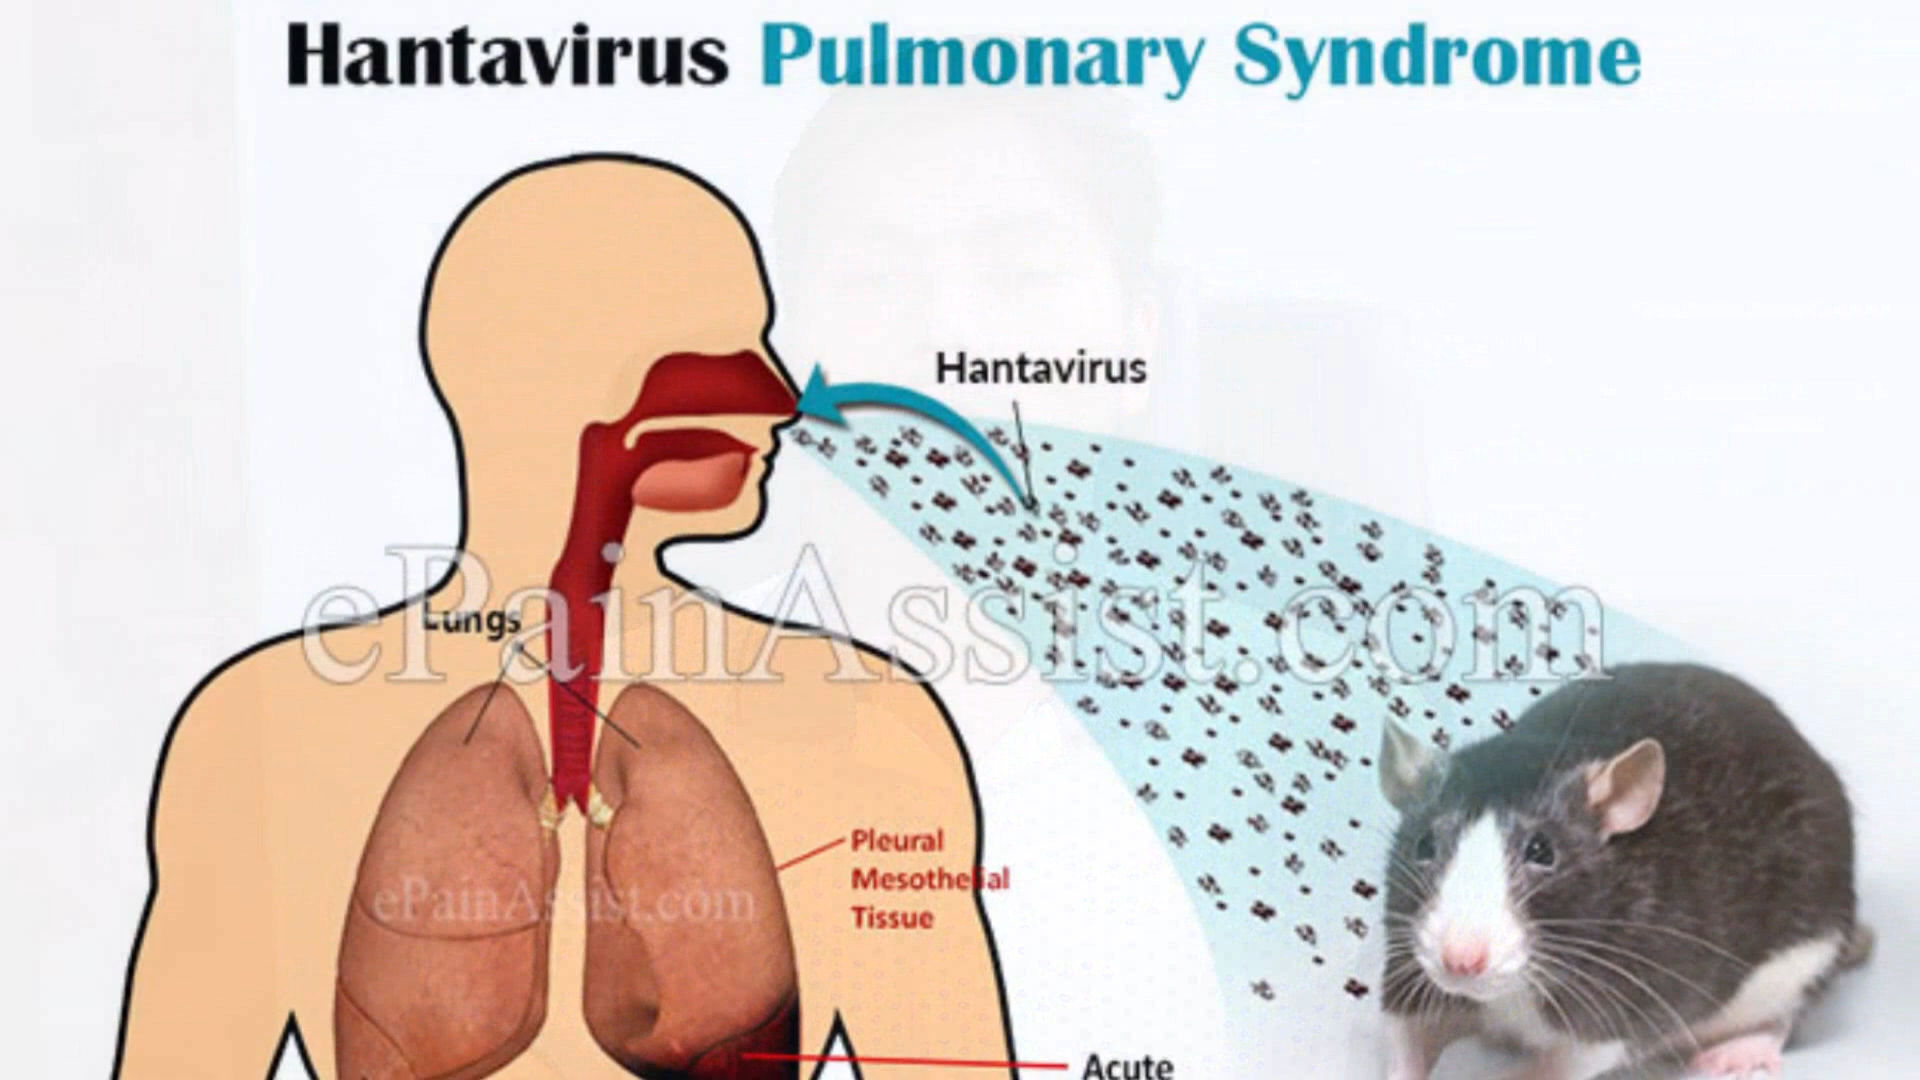 Hantavirus Pulmonary Syndrome
Hantavirus
ePainAssist.com
Lungs
Pleural
Mesothelial
Tissue
ePainAssist.com
Acute